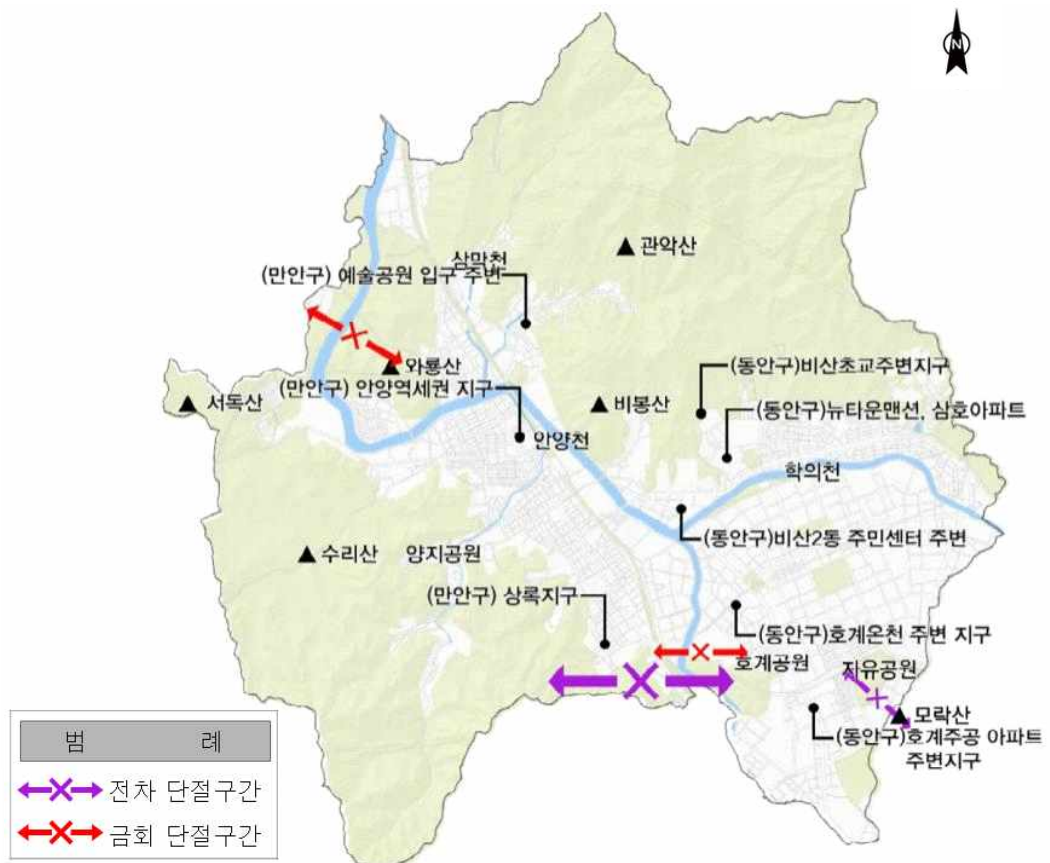 N
관악산
삼막천
(만안구) 예술공원 입구 주변
와룡산
(만안구) 안양역세권 지구
(동안구)비산초교주변지구
서독산
비봉산
(동안구)뉴타운맨션, 삼호아파트
안양천
학의천
(동안구)비산2동 주민센터 주변
수리산
양지공원
(만안구) 상록지구
(동안구)호계온천 주변 지구
호계공원
자유공원
모락산
(동안구)호계주공 아파트
주변지구
범 례
전차 단절구간
금회 단절구간